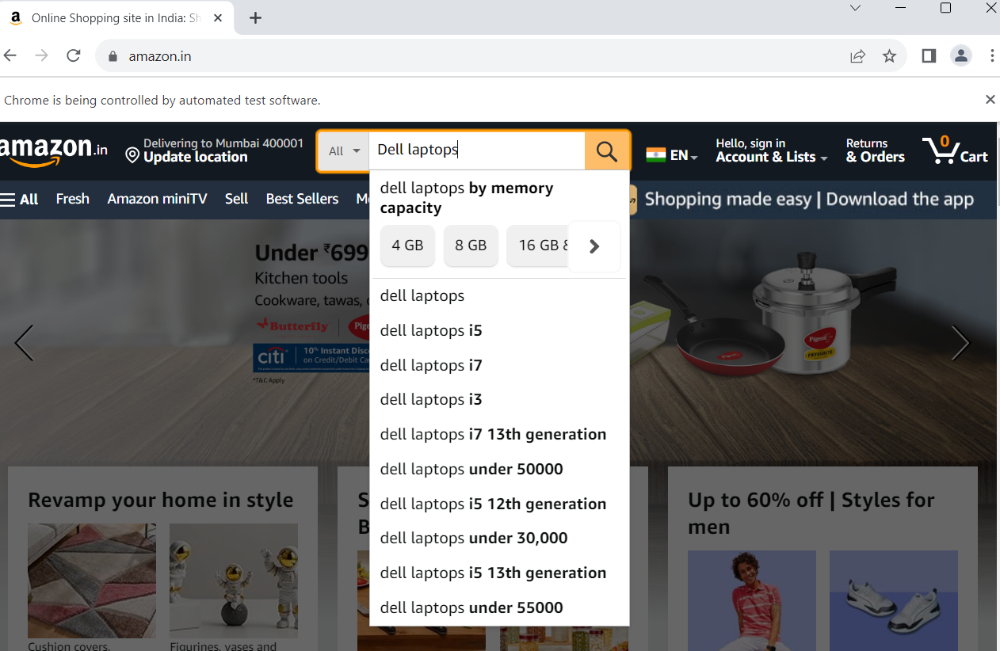 Online Shopping site in India: Sh
amazon.in
Chrome is being controlled by automated test software.
amazon.in
Delivering to Mumbai 400001
Update location
All
Dell laptops
EN
Hello, sign in
Account & Lists
Returns
& Orders
0
Cart
All
Fresh
Amazon miniTV
Sell
Best Sellers
Shopping made easy | Download the app
dell laptops by memory
capacity
4 GB
8 GB
16 GB &
dell laptops
dell laptops i5
dell laptops i7
dell laptops i3
dell laptops i7 13th generation
dell laptops under 50000
dell laptops i5 12th generation
dell laptops under 30,000
dell laptops i5 13th generation
dell laptops under 55000
Under ₹699
Kitchen tools
Cookware, tawas,
Butterfly
citi
10% Instant
on Credit/Debit
*T&C Apply
Pigeon
FAVOURITE
Revamp your home in style
Cushion covers,
Figurines, vases and
Up to 60% off | Styles for
men